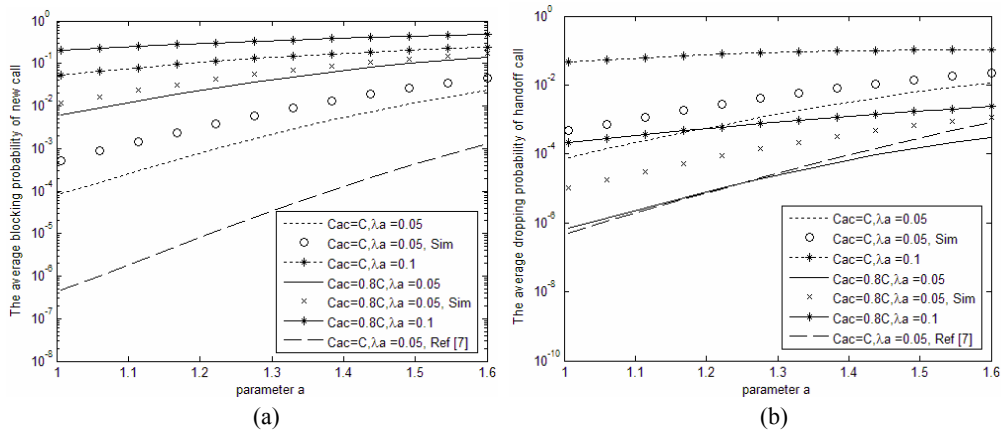 The average blocking probability of new call
10^0
10^-1
10^-2
10^-3
10^-4
10^-5
10^-6
10^-7
10^-8
1 1.1 1.2 1.3 1.4 1.5 1.6
parameter a
Cac=C,λa =0.05
Cac=C,λa =0.05, Sim
Cac=C,λa =0.1
Cac=0.8C,λa =0.05
Cac=0.8C,λa =0.05, Sim
Cac=0.8C,λa =0.1
Cac=C,λa =0.05, Ref [7]
(a)
The average dropping probability of handoff call
10^0
10^-2
10^-4
10^-6
10^-8
10^-10
1 1.1 1.2 1.3 1.4 1.5 1.6
parameter a
Cac=C,λa =0.05
Cac=C,λa =0.05, Sim
Cac=C,λa =0.1
Cac=0.8C,λa =0.05
Cac=0.8C,λa =0.05, Sim
Cac=0.8C,λa =0.1
Cac=C,λa =0.05, Ref [7]
(b)